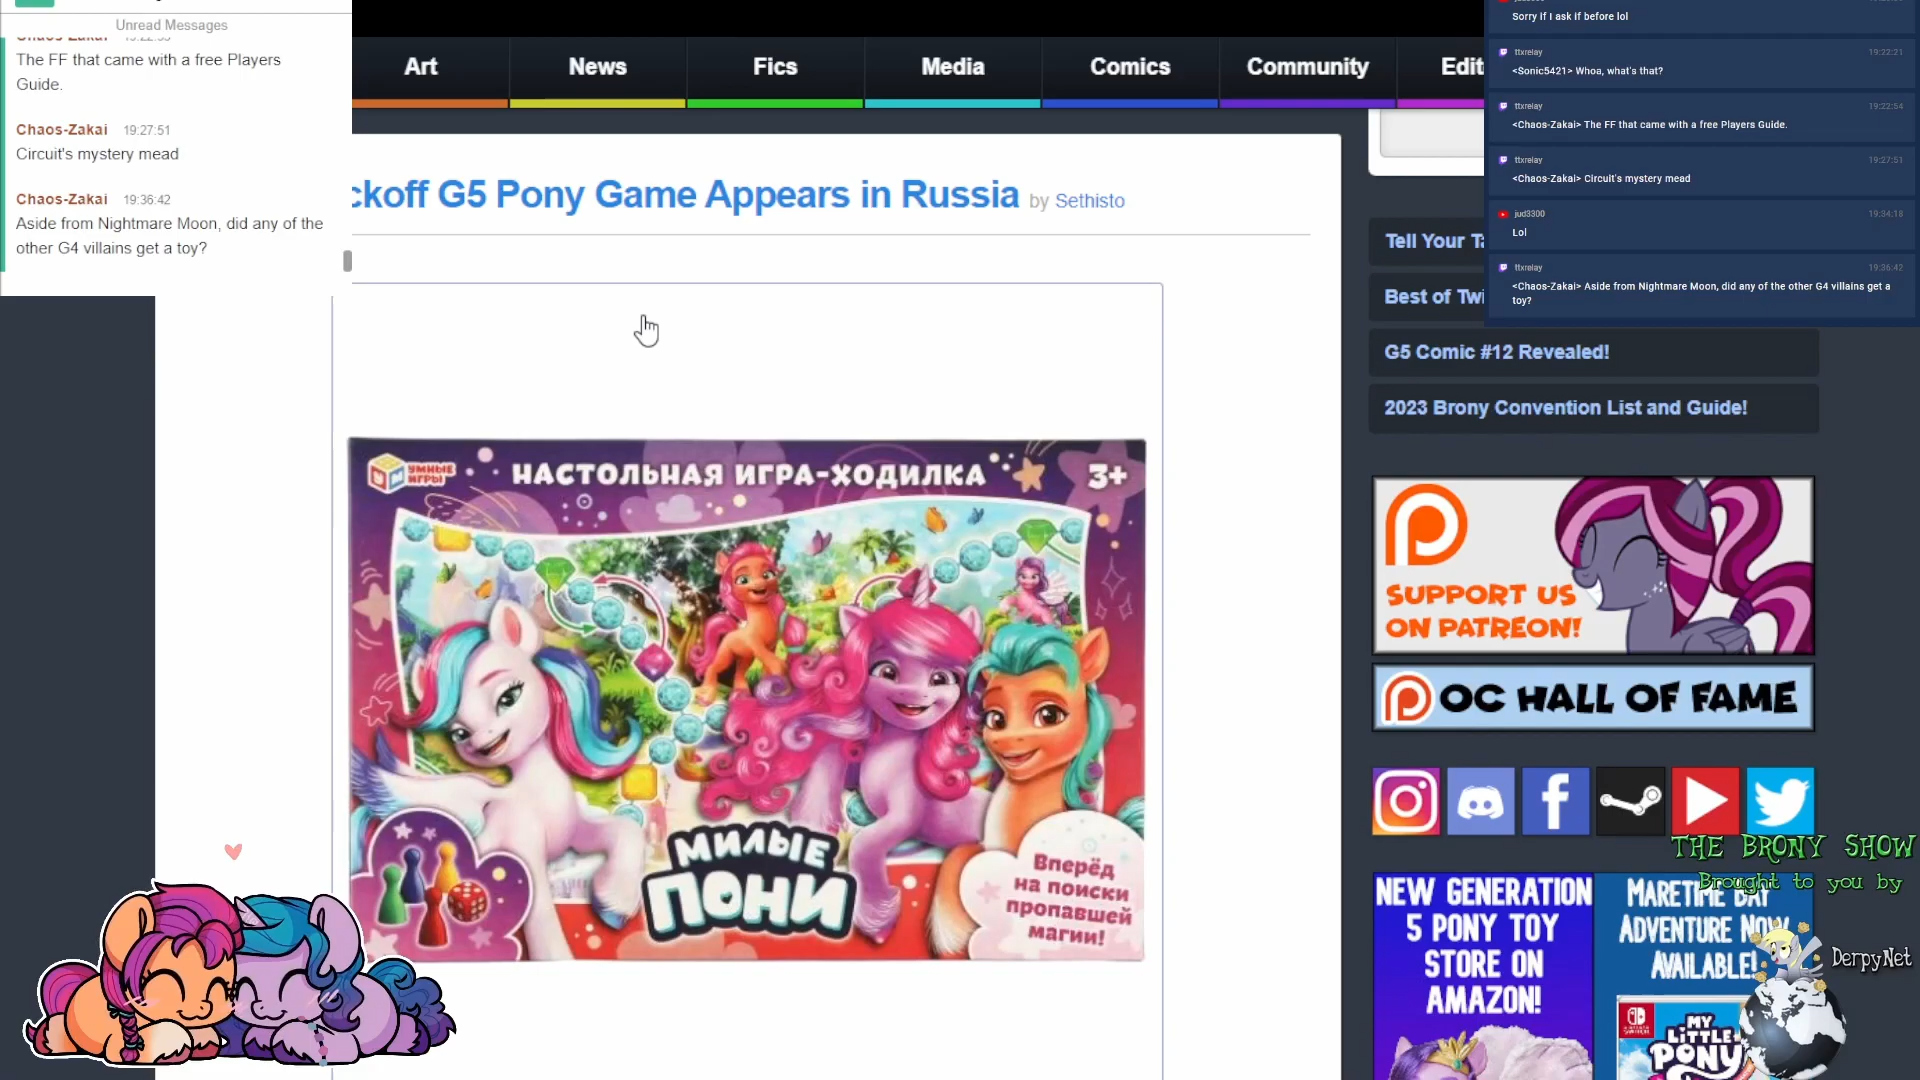 Unread Messages
The FF that came with a free Players
Guide.
Chaos-Zakai 19:27:51
Circuit's mystery mead
Chaos-Zakai 19:36:42
Aside from Nightmare Moon, did any of the
other G4 villains get a toy?
Art News Fics Media Comics Community Edit
ckoff G5 Pony Game Appears in Russia by Sethisto
УМНЫЕ
ИГРЫ
НАСТОЛЬНАЯ ИГРА-ХОДИЛКА
3+
МИЛЫЕ
ПОНИ
Вперёд
на поиски
пропавшей
магии!
Sorry if I ask if before lol
ttxrelay 19:22:21
<Sonic5421> Whoa, what's that?
ttxrelay 19:22:54
<Chaos-Zakai> The FF that came with a free Players Guide.
ttxrelay 19:27:51
<Chaos-Zakai> Circuit's mystery mead
jud3300 19:34:18
Lol
ttxrelay 19:36:42
<Chaos-Zakai> Aside from Nightmare Moon, did any of the other G4 villains get a
toy?
Tell Your
Best of
G5 Comic #12 Revealed!
2023 Brony Convention List and Guide!
SUPPORT US
ON PATREON!
OC HALL OF FAME
THE BRONY SHOW
Brought to you by
DerpyNet
NEW GENERATION
5 PONY TOY
STORE ON
AMAZON!
MARETIME BAY
ADVENTURE NOW
AVAILABLE!
MY
LITTLE
PONY